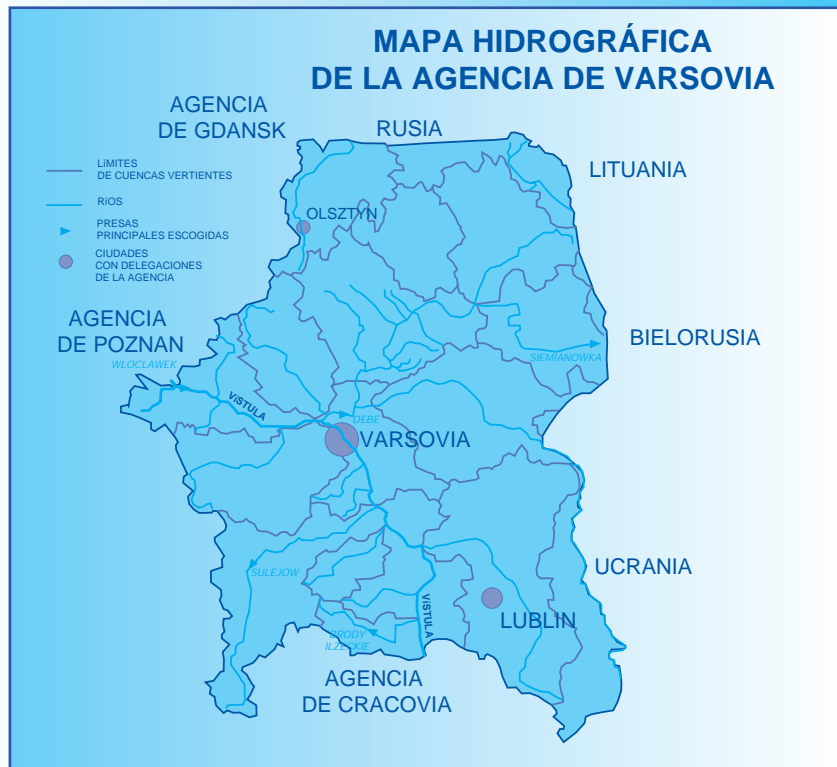 MAPA HIDROGRÁFICA
DE LA AGENCIA DE VARSOVIA
AGENCIA
DE GDANSK
RUSIA
LITUANIA
LíMITES
DE CUENCAS VERTIENTES
RíOS
PRESAS
PRINCIPALES ESCOGIDAS
CIUDADES
CON DELEGACIONES
DE LA AGENCIA
OLSZTYN
AGENCIA
DE POZNAN
WLOCLAWEK
BIELORUSIA
SIEMIANOWKA
VíSTULA
DEBE
VARSOVIA
SULEJOW
UCRANIA
LUBLIN
VíSTULA
BRODY
ILZECKIE
AGENCIA
DE CRACOVIA